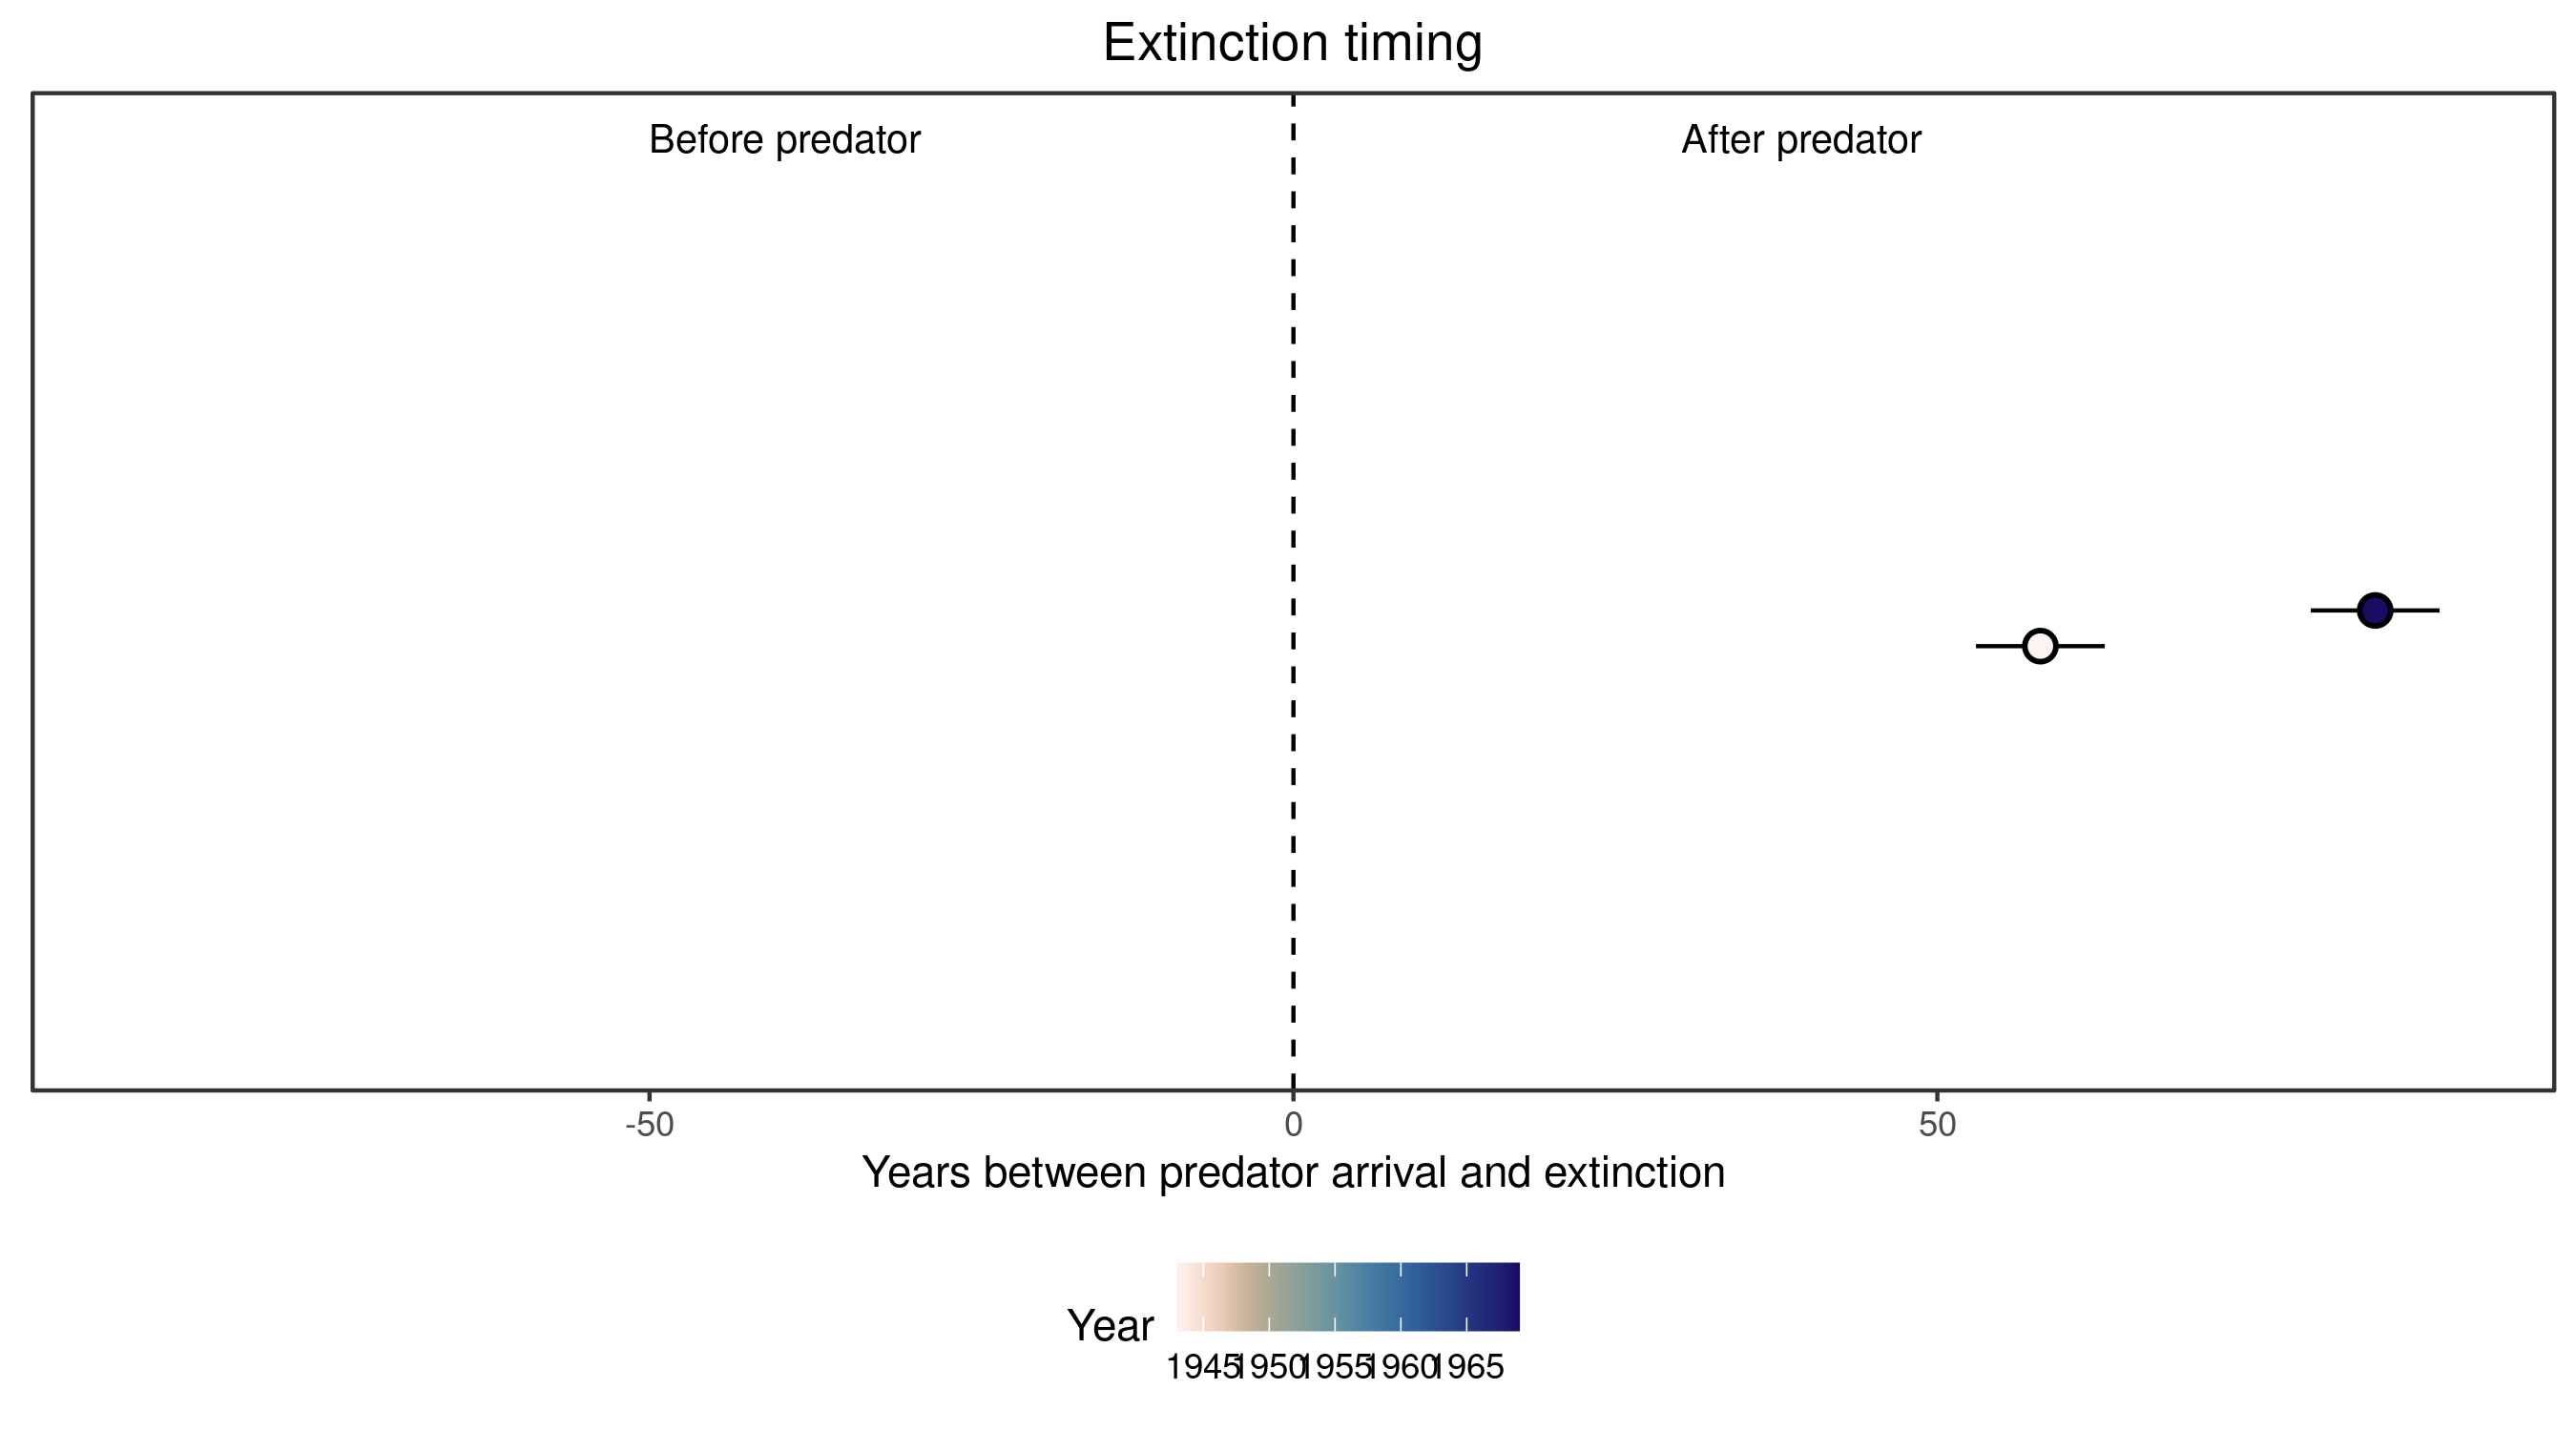 Extinction timing
Before predator After predator
-50 0 50
Years between predator arrival and extinction
Year
1945 1950 1955 1960 1965